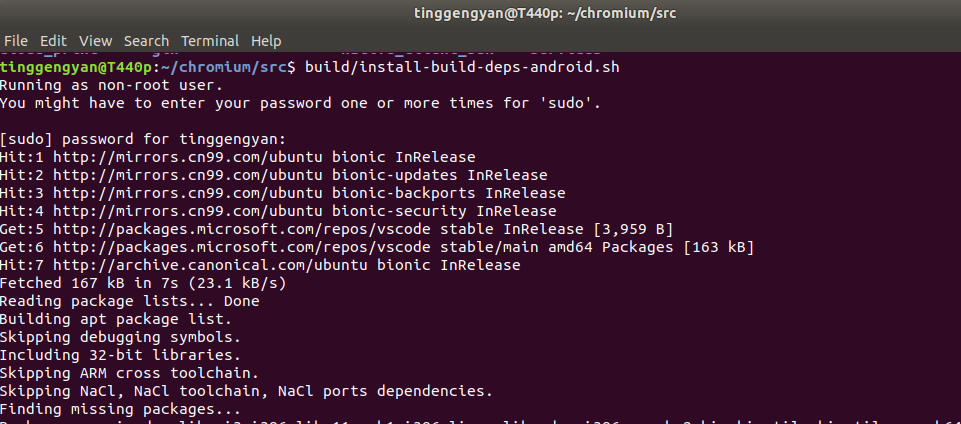 tinggengyan@T440p: ~/chromium/src
File Edit View Search Terminal Help
tinggengyan@T440p:~/chromium/src$ build/install-build-deps-android.sh
Running as non-root user.
You might have to enter your password one or more times for 'sudo'.
[sudo] password for tinggengyan:
Hit:1 http://mirrors.cn99.com/ubuntu bionic InRelease
Hit:2 http://mirrors.cn99.com/ubuntu bionic-updates InRelease
Hit:3 http://mirrors.cn99.com/ubuntu bionic-backports InRelease
Hit:4 http://mirrors.cn99.com/ubuntu bionic-security InRelease
Get:5 http://packages.microsoft.com/repos/vscode stable InRelease [3,959 B]
Get:6 http://packages.microsoft.com/repos/vscode stable/main amd64 Packages [163 kB]
Hit:7 http://archive.canonical.com/ubuntu bionic InRelease
Fetched 167 kB in 7s (23.1 kB/s)
Reading package lists... Done
Building apt package list.
Skipping debugging symbols.
Including 32-bit libraries.
Skipping ARM cross toolchain.
Skipping NaCl, NaCl toolchain, NaCl ports dependencies.
Finding missing packages...